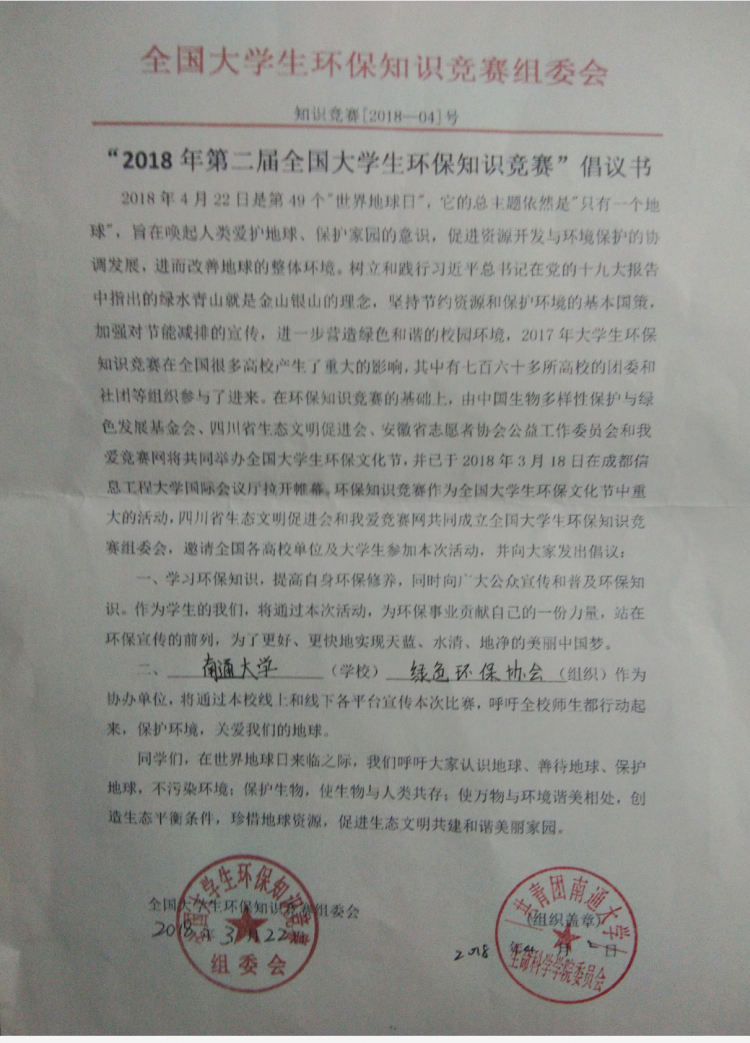 全国大学生环保知识竞赛组委会
知识竞赛[2018—04]号
“2018 年第二届全国大学生环保知识竞赛”倡议书
2018 年 4 月 22 日是第 49 个"世界地球日"，它的总主题依然是"只有一个地
球"，旨在唤起人类爱护地球、保护家园的意识，促进资源开发与环境保护的协
调发展，进而改善地球的整体环境。树立和践行习近平总书记在党的十九大报告
中指出的绿水青山就是金山银山的理念，坚持节约资源和保护环境的基本国策，
加强对节能减排的宣传，进一步营造绿色和谐的校园环境，2017 年大学生环保
知识竞赛在全国很多高校产生了重大的影响，其中有七百六十多所高校的团委和
社团等组织参与了进来。在环保知识竞赛的基础上，由中国生物多样性保护与绿
色发展基金会、四川省生态文明促进会、安徽省志愿者协会公益工作委员会和我
爱竞赛网将共同举办全国大学生环保文化节，并已于 2018 年 3 月 18 日在成都信
息工程大学国际会议厅拉开帷幕。环保知识竞赛作为全国大学生环保文化节中重
大的活动，四川省生态文明促进会和我爱竞赛网共同成立全国大学生环保知识竞
赛组委会，邀请全国各高校单位及大学生参加本次活动，并向大家发出倡议：
一、学习环保知识，提高自身环保修养，同时向广大公众宣传和普及环保知
识。作为学生的我们，将通过本次活动，为环保事业贡献自己的一份力量，站在
环保宣传的前列，为了更好、更快地实现天蓝、水清、地净的美丽中国梦。
二、南通大学（学校）绿色环保协会（组织）作为
协办单位，将通过本校线上和线下各平台宣传本次比赛，呼吁全校师生都行动起
来，保护环境，关爱我们的地球。
同学们，在世界地球日来临之际，我们呼吁大家认识地球、善待地球、保护
地球，不污染环境；保护生物，使生物与人类共存；使万物与环境谐美相处，创
造生态平衡条件，珍惜地球资源，促进生态文明共建和谐美丽家园。
全国大学生环保知识竞赛组委会
2018 年 3 月 22 日
全国大学生环保知识竞赛
组委会
（组织盖章）
2018 年 4 月 2 日
共青团南通大学
生命科学学院委员会